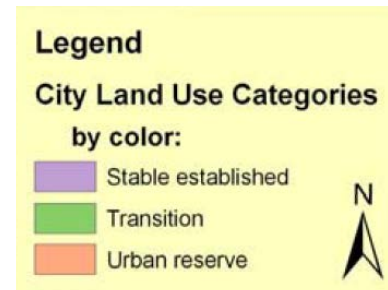 Legend
City Land Use Categories
by color:
Stable established
Transition
Urban reserve
N